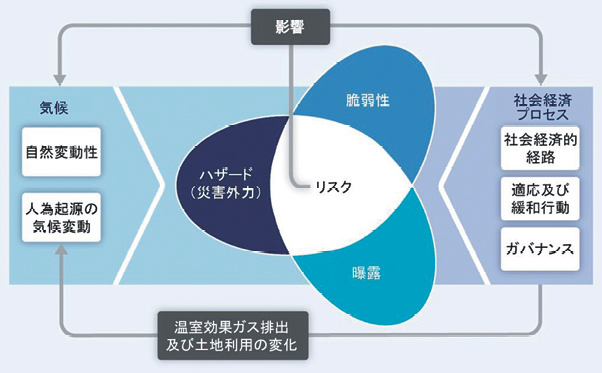 影響
気候
自然変動性
人為起源の
気候変動
ハザード
（災害外力）
脆弱性
リスク
曝露
社会経済
プロセス
社会経済的
経路
適応及び
緩和行動
ガバナンス
温室効果ガス排出
及び土地利用の変化